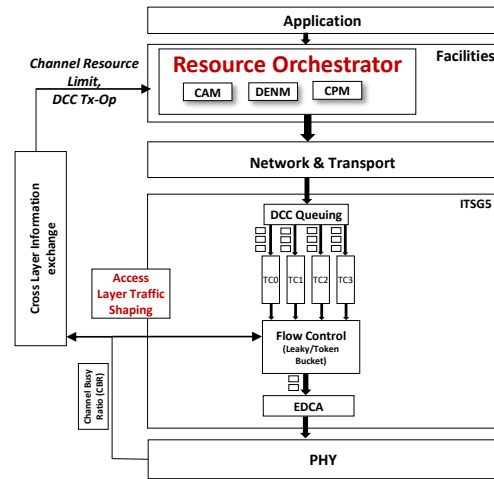 Application
Facilities
Channel Resource
Limit,
DCC Tx-Op
Resource Orchestrator
CAM
DENM
CPM
Network & Transport
ITSG5
DCC Queuing
TC0
TC1
TC2
TC3
Cross Layer Information
exchange
Access
Layer Traffic
Shaping
Flow Control
(Leaky/Token
Bucket)
Channel Busy
Ratio (CBR)
EDCA
PHY